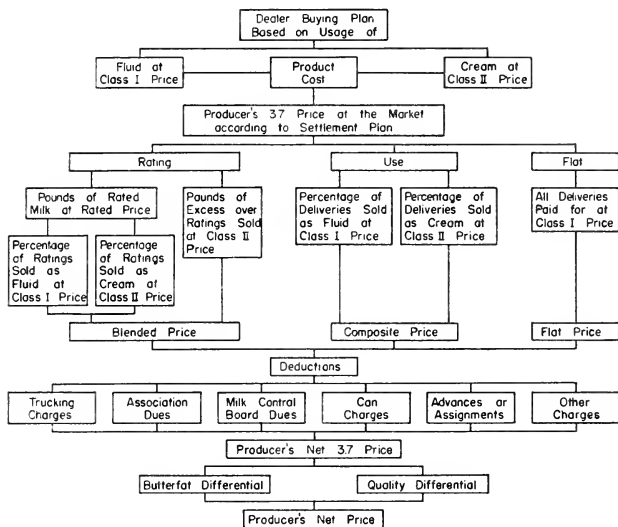 Dealer Buying Plan
Based on Usage of
Fluid at
Class I Price
Product
Cost
Cream at
Class II Price
Producer's 3.7 Price at the Market
according to Settlement Plan
Rating
Use
Flat
Pounds of Rated
Milk at Rated Price
Pounds of
Excess over
Ratings Sold
at Class II
Price
Percentage of
Deliveries Sold
as Fluid at
Class I Price
Percentage of
Deliveries Sold
as Cream at
Class II Price
All Deliveries
Paid for at
Class I Price
Percentage
of Ratings
Sold as
Fluid at
Class I Price
Percentage
of Ratings
Sold as
Cream at
Class II Price
Blended Price
Composite Price
Flat Price
Deductions
Trucking
Charges
Association
Dues
Milk Control
Board Dues
Can
Charges
Advances or
Assignments
Other
Charges
Producer's Net 3.7 Price
Butterfat Differential
Quality Differential
Producer's Net Price